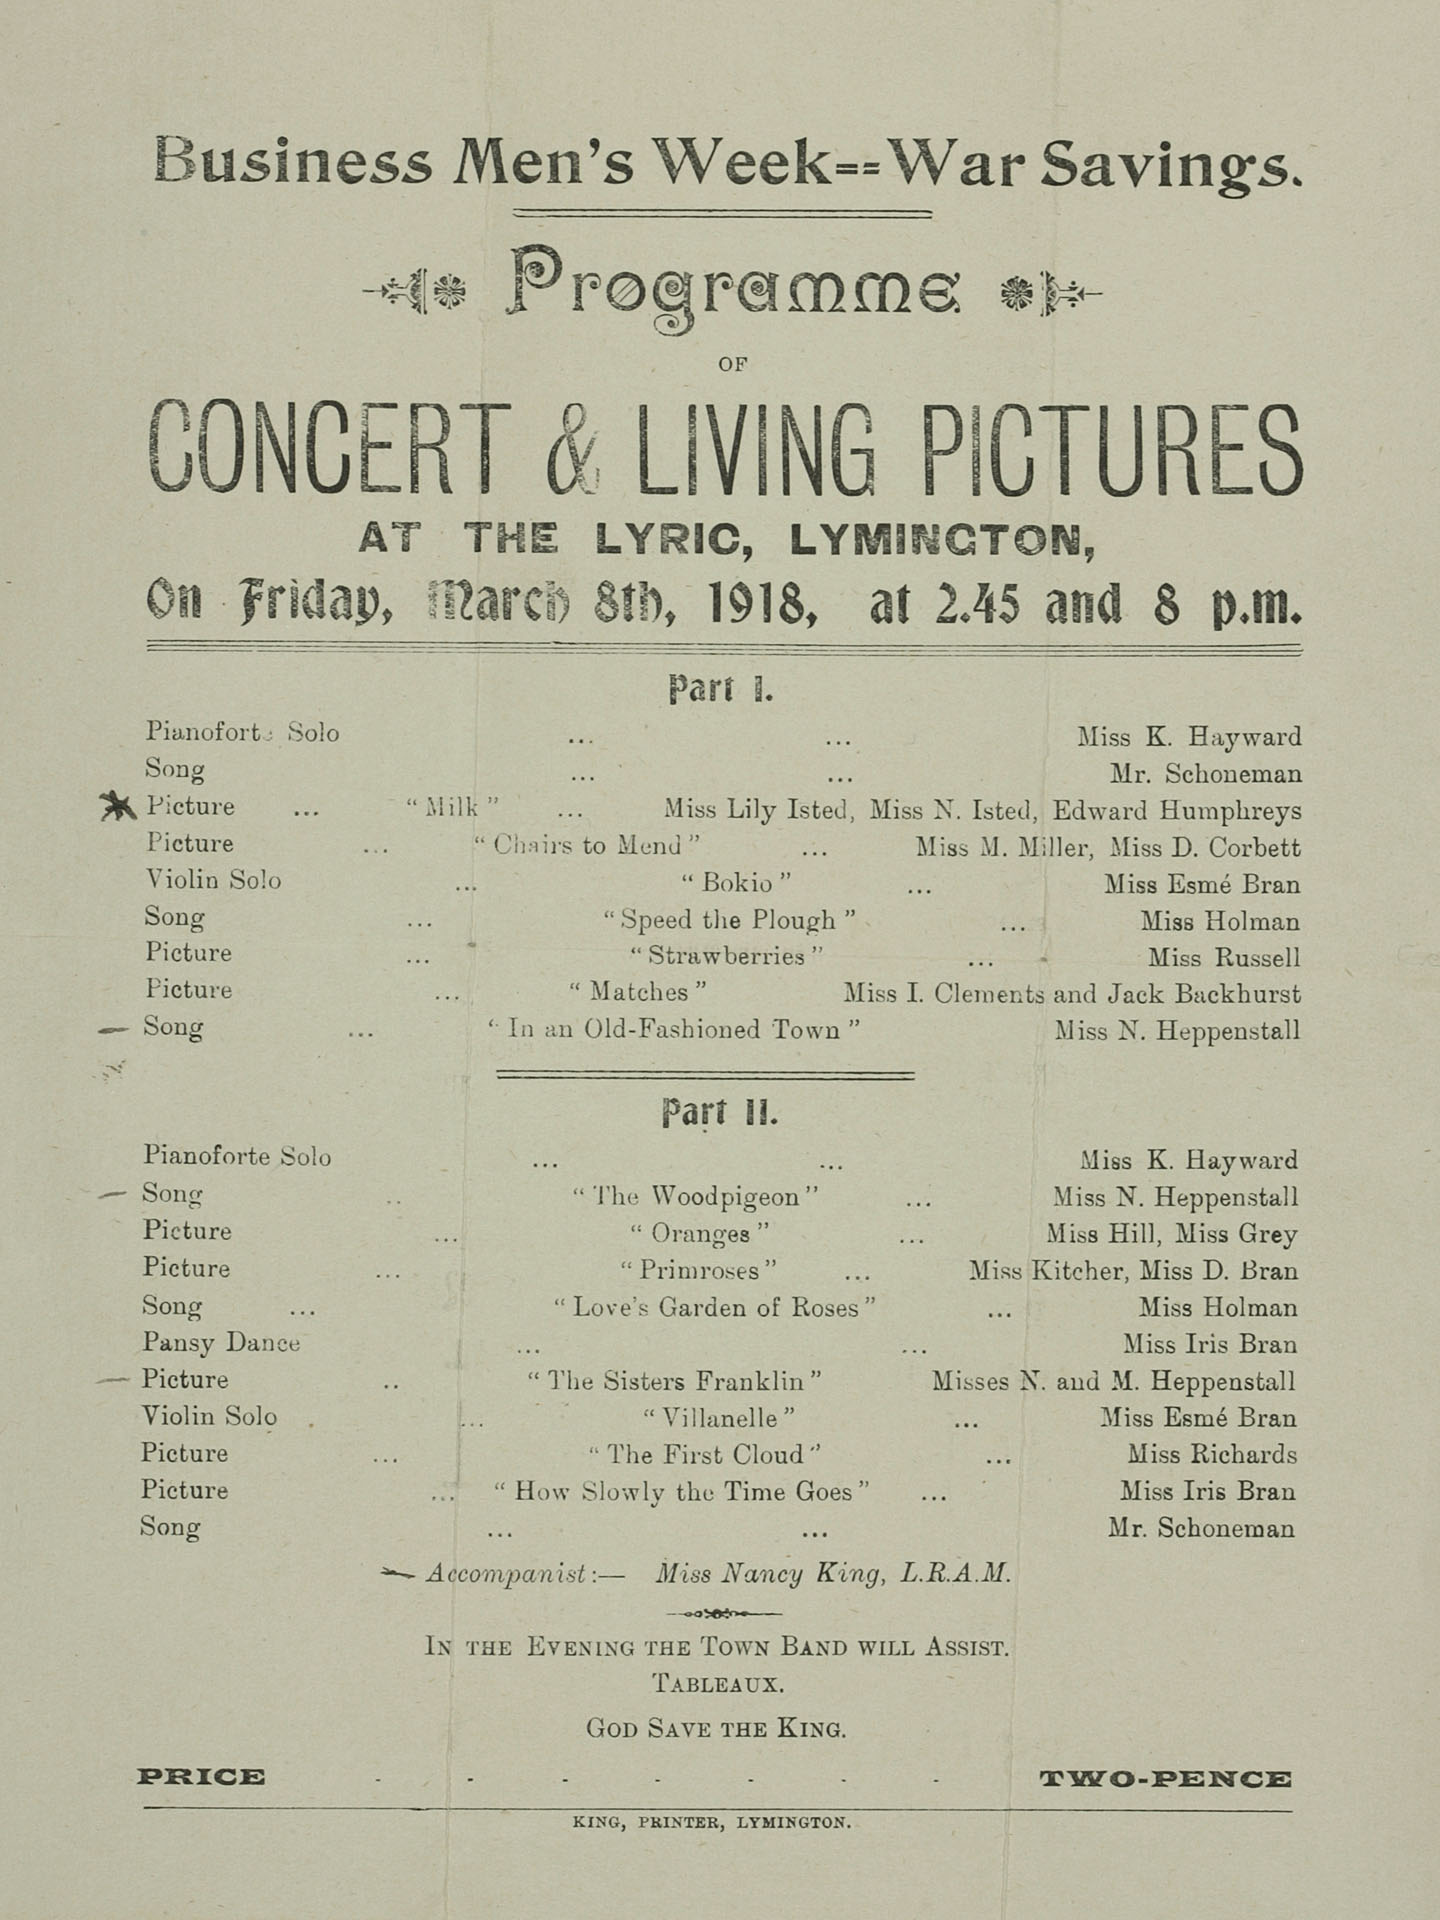 Business Men's Week==War Savings.
Programme
OF
CONCERT & LIVING PICTURES
AT THE LYRIC, LYMINGTON,
On Friday, March 8th, 1918, at 2.45 and 8 p.m.
Part I.
Pianoforte Solo ... ... Miss K. Hayward
Song ... ... Mr. Schoneman
Picture ... "Milk" ... Miss Lily Isted, Miss N. Isted, Edward Humphreys
Picture ... "Chairs to Mend" ... Miss M. Miller, Miss D. Corbett
Violin Solo ... "Bokio" ... Miss Esmé Bran
Song ... "Speed the Plough" ... Miss Holman
Picture ... "Strawberries" ... Miss Russell
Picture ... "Matches" Miss I. Clements and Jack Backhurst
Song ... "In an Old-Fashioned Town" Miss N. Heppenstall
Part II.
Pianoforte Solo ... ... Miss K. Hayward
Song .. "The Woodpigeon" ... Miss N. Heppenstall
Picture ... "Oranges" ... Miss Hill, Miss Grey
Picture ... "Primroses" ... Miss Kitcher, Miss D. Bran
Song ... "Love's Garden of Roses" ... Miss Holman
Pansy Dance ... ... Miss Iris Bran
Picture .. "The Sisters Franklin" Misses N. and M. Heppenstall
Violin Solo ... "Villanelle" ... Miss Esmé Bran
Picture ... "The First Cloud" ... Miss Richards
Picture ... "How Slowly the Time Goes" ... Miss Iris Bran
Song ... ... Mr. Schoneman
Accompanist:— Miss Nancy King, L.R.A.M.
IN THE EVENING THE TOWN BAND WILL ASSIST.
TABLEAUX.
GOD SAVE THE KING.
PRICE - - - - - - - TWO-PENCE
KING, PRINTER, LYMINGTON.